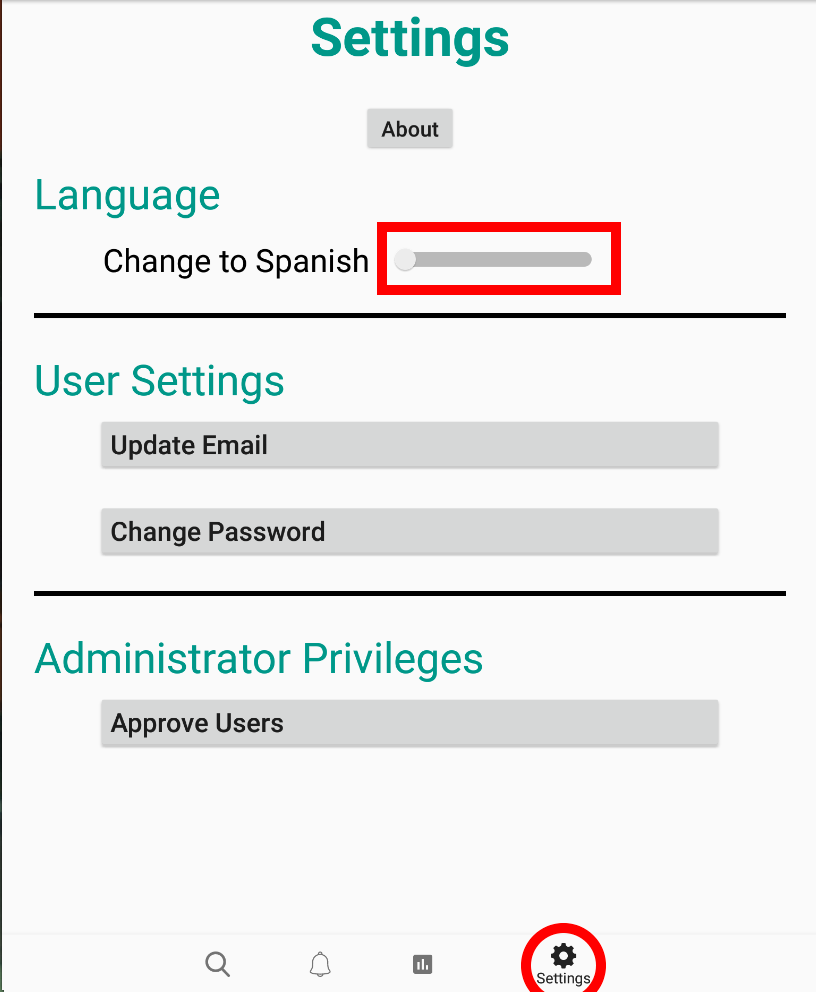 Settings
About
Language
Change to Spanish
User Settings
Update Email
Change Password
Administrator Privileges
Approve Users
Settings